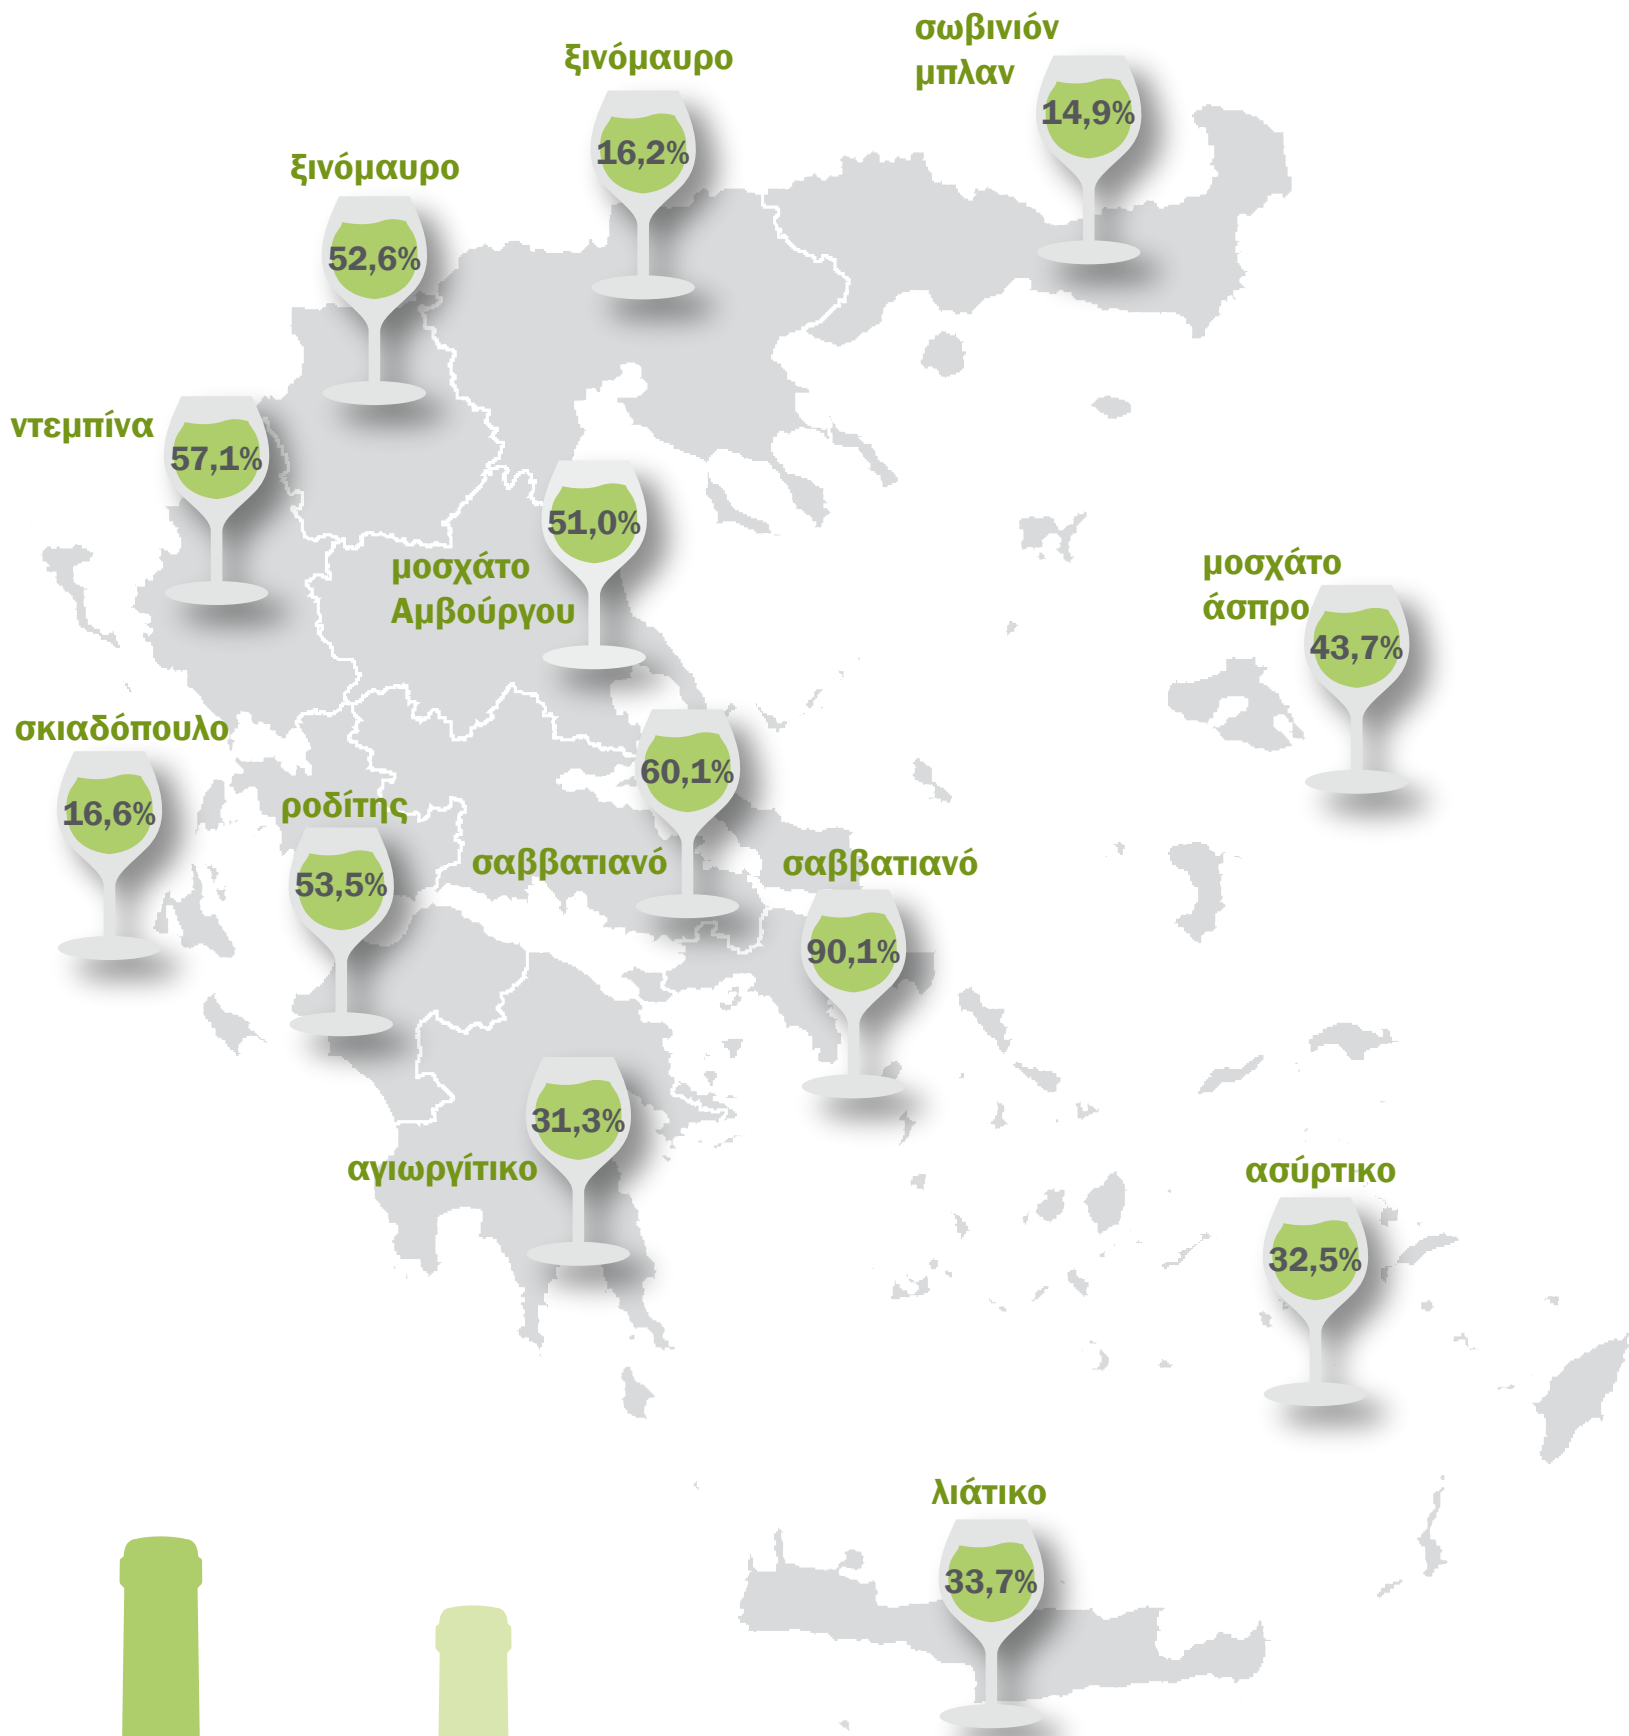 σωβινιόν
μπλαν
14,9%
ξινόμαυρο
16,2%
ξινόμαυρο
52,6%
ντεμπίνα
57,1%
51,0%
μοσχάτο
Αμβούργου
μοσχάτο
άσπρο
43,7%
σκιαδόπουλο
16,6%
60,1%
σαββατιανό
ροδίτης
53,5%
σαββατιανό
90,1%
31,3%
αγιωργίτικο
ασύρτικο
32,5%
λιάτικο
33,7%